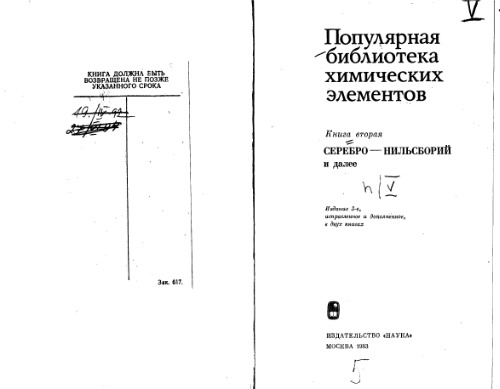 КНИГА ДОЛЖНА БЫТЬ
ВОЗВРАЩЕНА НЕ ПОЗЖЕ
УКАЗАННОГО СРОКА
Зак. 617.
V
Популярная
библиотека
химических
элементов
Книга вторая
СЕРЕБРО — НИЛЬСБОРИЙ
и далее
Издание 3-е,
исправленное и дополненное,
в двух книгах
ИЗДАТЕЛЬСТВО «НАУКА»
МОСКВА 1983
5